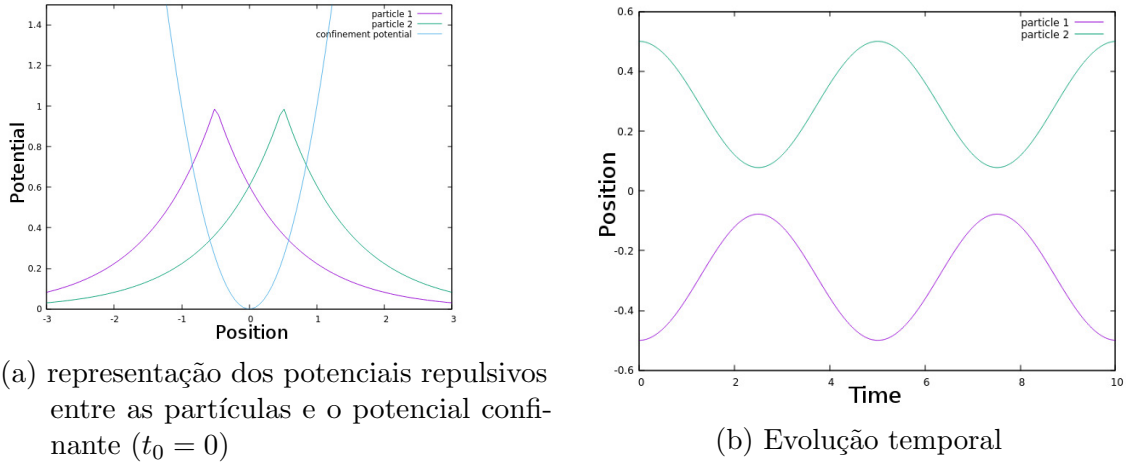 particle 1
particle 2
confinement potential
1.4
1.2
1
0.8
0.6
0.4
0.2
0
-3
-2
-1
0
1
2
3
Potential
Position
(a) representação dos potenciais repulsivos
entre as partículas e o potencial confi-
nante (t₀ = 0)
particle 1
particle 2
0.6
0.4
0.2
0
-0.2
-0.4
-0.6
0
2
4
6
8
10
Position
Time
(b) Evolução temporal